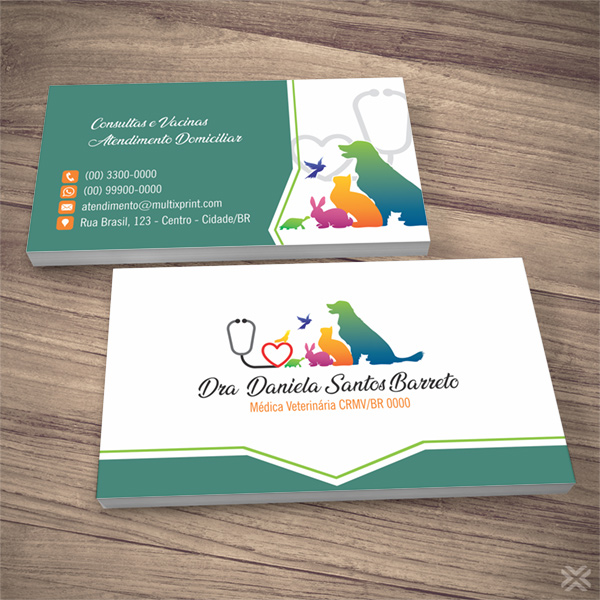 Consultas e Vacinas
Atendimento Domiciliar
(00) 3300-0000
(00) 99900-0000
atendimento@multixprint.com
Rua Brasil, 123 - Centro - Cidade/BR
Dra Daniela Santos Barreto
Médica Veterinária CRMV/BR 0000